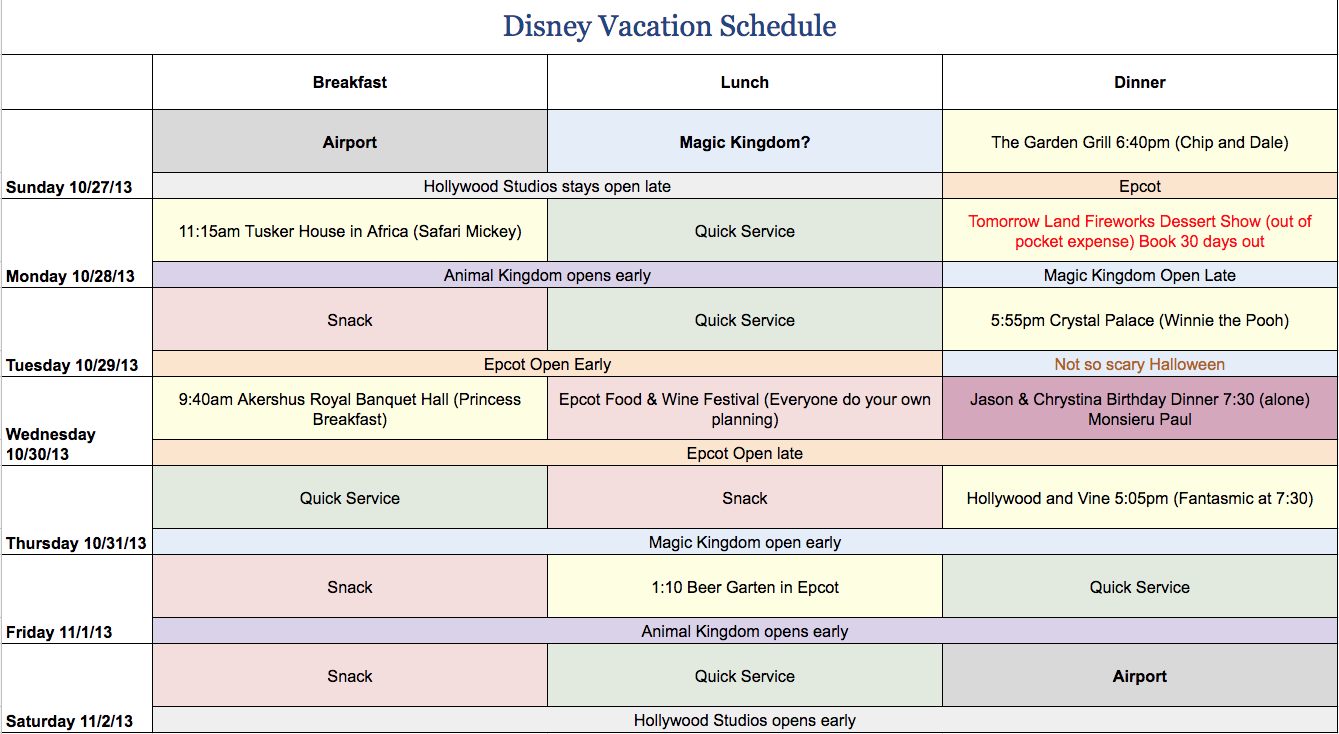 Disney Vacation Schedule
Breakfast Lunch Dinner
Airport Magic Kingdom? The Garden Grill 6:40pm (Chip and Dale)
Sunday 10/27/13 Hollywood Studios stays open late Epcot
11:15am Tusker House in Africa (Safari Mickey) Quick Service Tomorrow Land Fireworks Dessert Show (out of
pocket expense) Book 30 days out
Monday 10/28/13 Animal Kingdom opens early Magic Kingdom Open Late
Snack Quick Service 5:55pm Crystal Palace (Winnie the Pooh)
Tuesday 10/29/13 Epcot Open Early Not so scary Halloween
9:40am Akershus Royal Banquet Hall (Princess Epcot Food & Wine Festival (Everyone do your own Jason & Chrystina Birthday Dinner 7:30 (alone)
Breakfast) planning) Monsieru Paul
Wednesday
10/30/13 Epcot Open late
Quick Service Snack Hollywood and Vine 5:05pm (Fantasmic at 7:30)
Thursday 10/31/13 Magic Kingdom open early
Snack 1:10 Beer Garten in Epcot Quick Service
Friday 11/1/13 Animal Kingdom opens early
Snack Quick Service Airport
Saturday 11/2/13 Hollywood Studios opens early